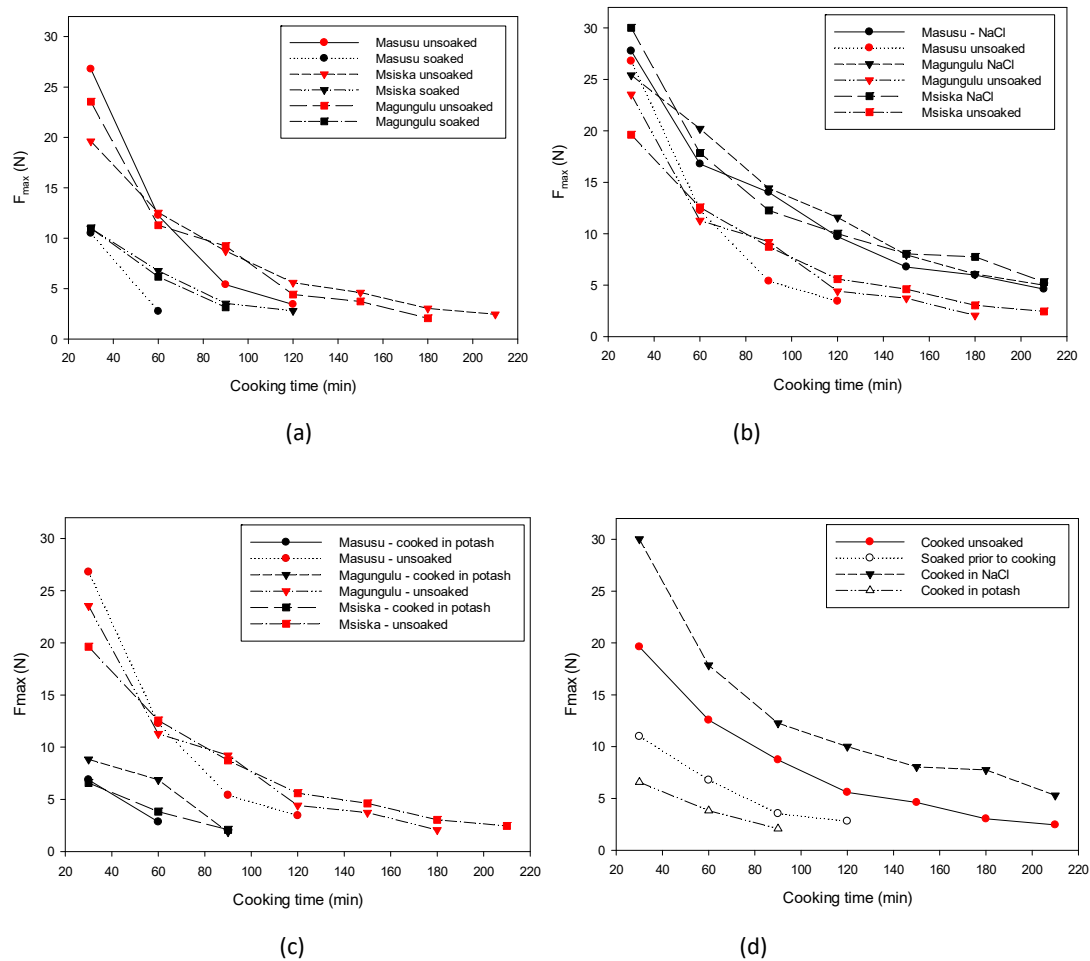 30
25
20
15
10
5
0
F_max (N)
Masusu unsoaked
Masusu soaked
Msiska unsoaked
Msiska soaked
Magungulu unsoaked
Magungulu soaked
20 40 60 80 100 120 140 160 180 200 220
Cooking time (min)
(a)
30
25
20
15
10
5
0
F_max (N)
Masusu - NaCl
Masusu unsoaked
Magungulu NaCl
Magungulu unsoaked
Msiska NaCl
Msiska unsoaked
20 40 60 80 100 120 140 160 180 200 220
Cooking time (min)
(b)
30
25
20
15
10
5
0
Fmax (N)
Masusu - cooked in potash
Masusu - unsoaked
Magungulu - cooked in potash
Magungulu - unsoaked
Msiska - cooked in potash
Msiska - unsoaked
20 40 60 80 100 120 140 160 180 200 220
Cooking time (min)
(c)
30
25
20
15
10
5
0
Fmax (N)
Cooked unsoaked
Soaked prior to cooking
Cooked in NaCl
Cooked in potash
20 40 60 80 100 120 140 160 180 200 220
Cooking time (min)
(d)